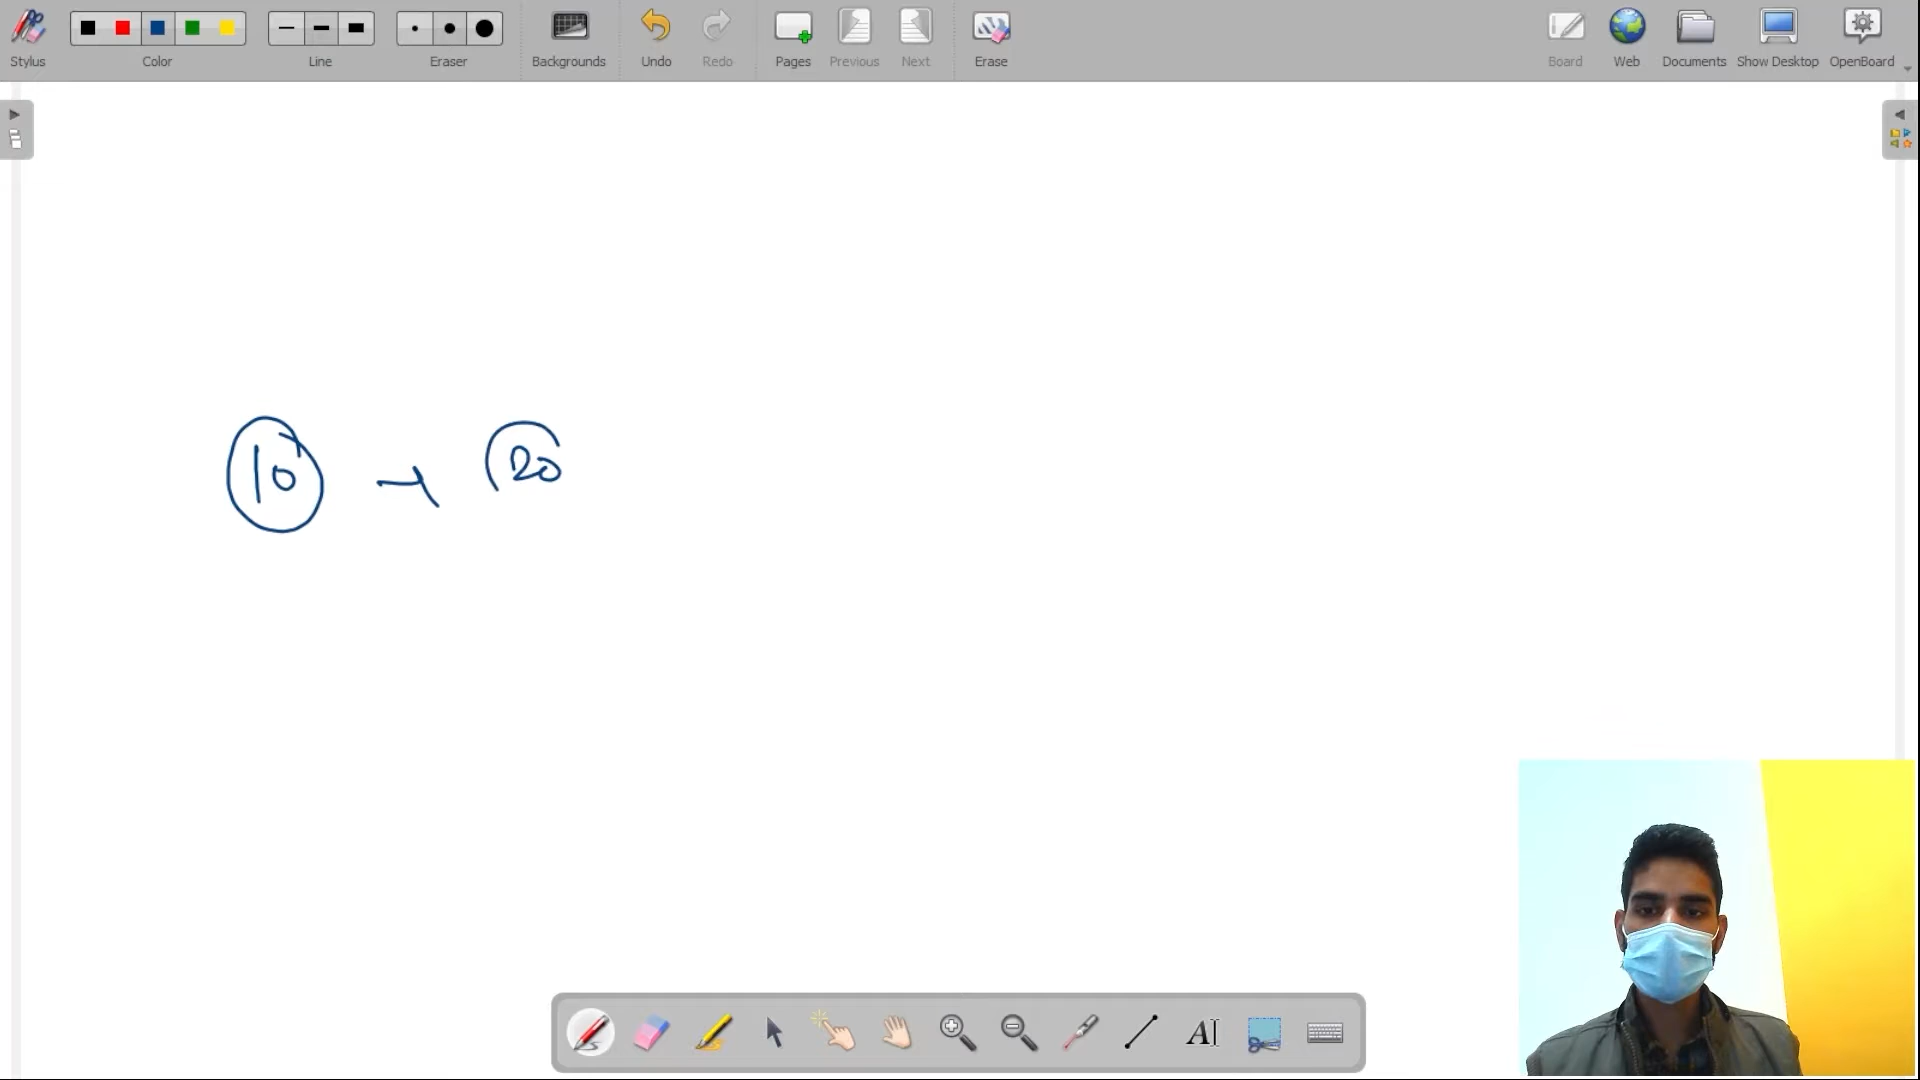 Stylus Color Line Eraser Backgrounds Undo Redo Pages Previous Next Erase Board Web Documents Show Desktop OpenBoard
10 → 20
AI